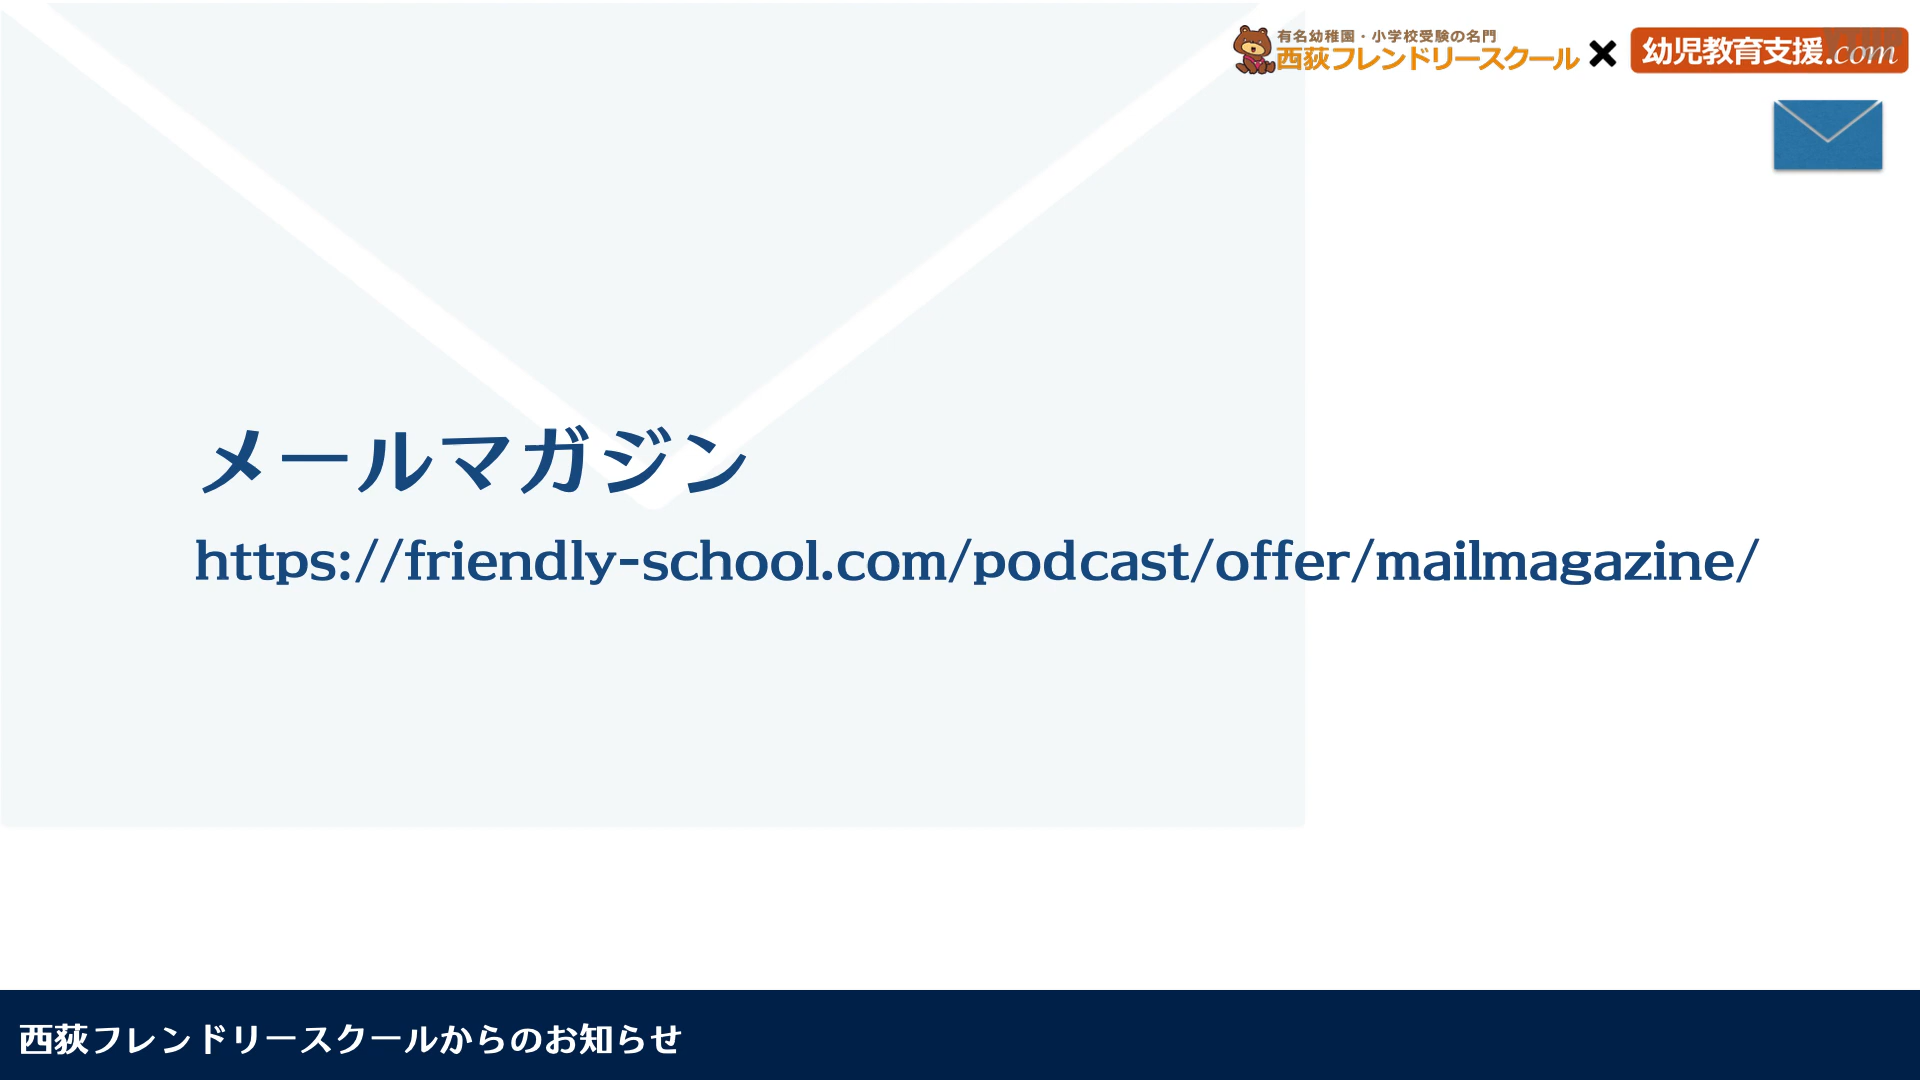 有名幼稚園・小学校受験の名門
西荻フレンドリースクール
幼児教育支援.com
メールマガジン
https://friendly-school.com/podcast/offer/mailmagazine/
西荻フレンドリースクールからのお知らせ